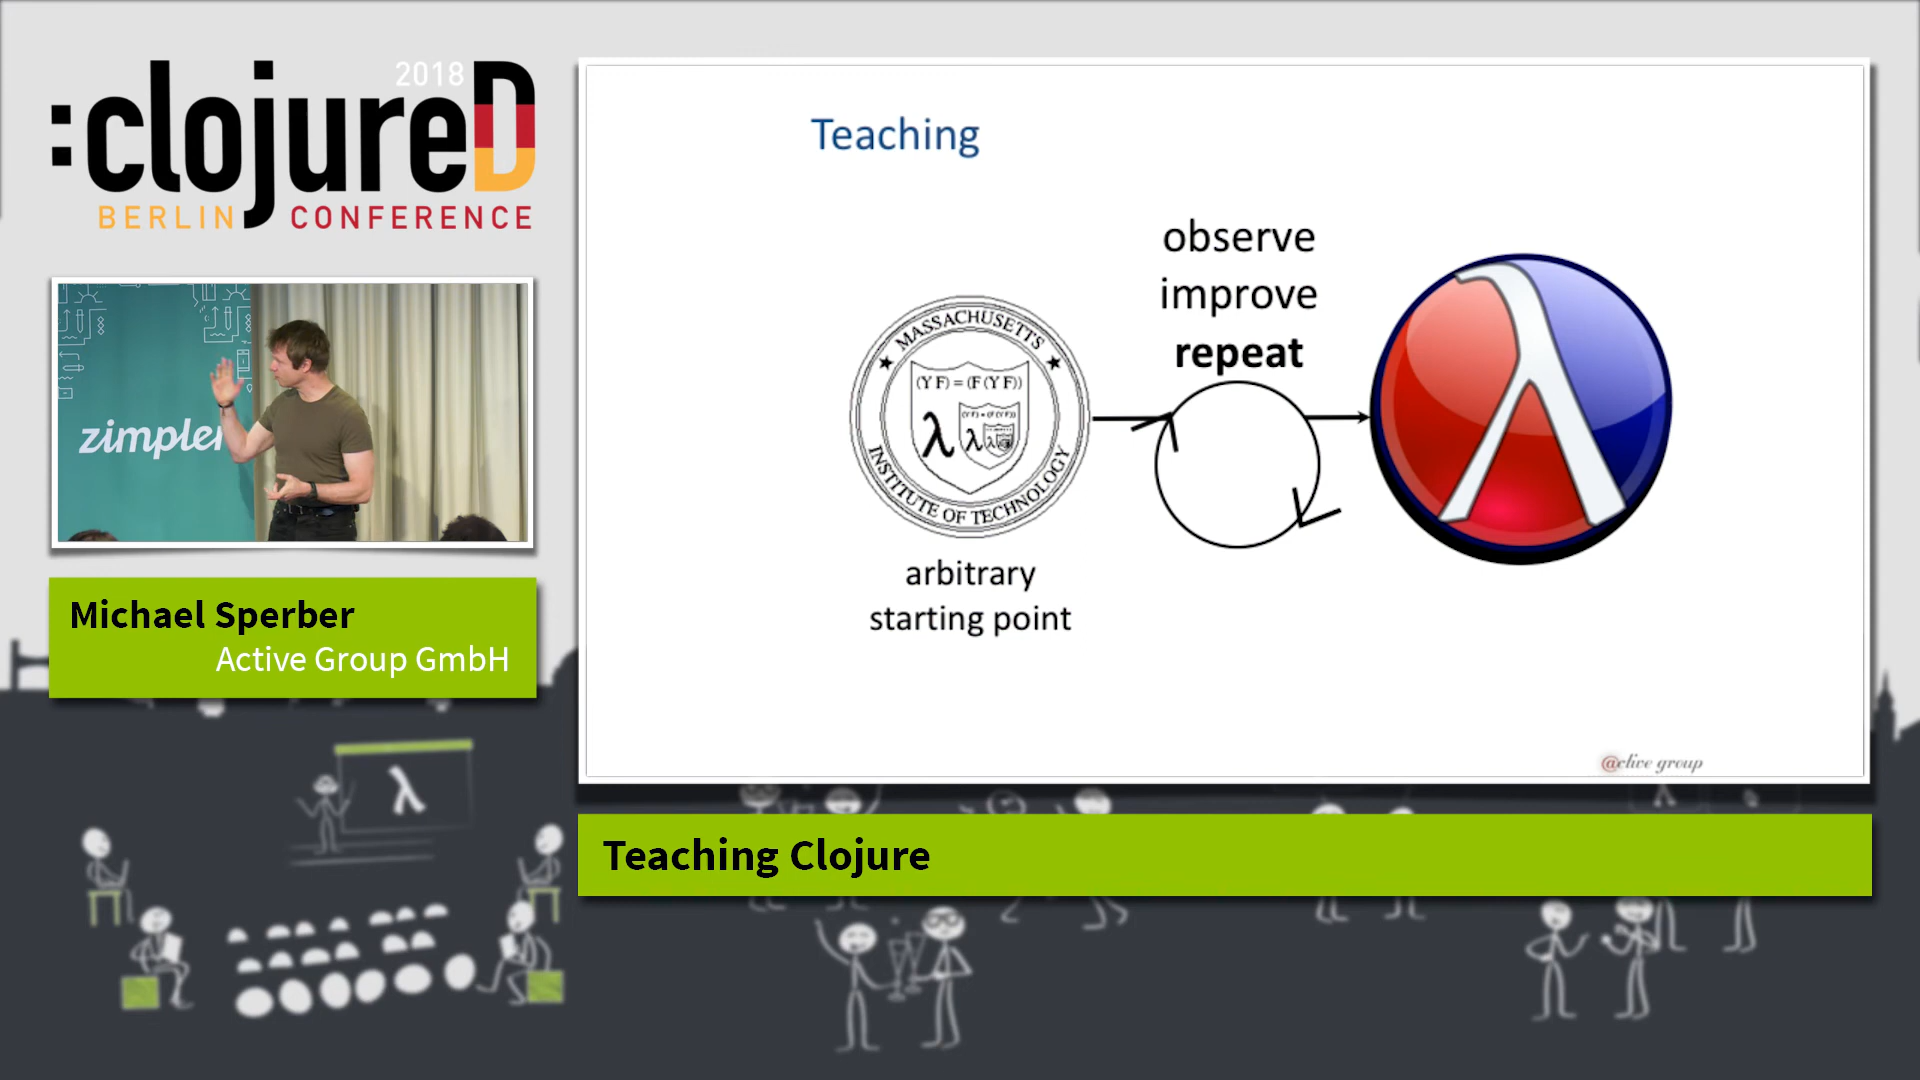 2018
:clojureD
BERLIN CONFERENCE
zimpler
Michael Sperber
Active Group GmbH
Teaching
observe
improve
repeat
MASSACHUSETTS
(Y F) = (F (Y F))
(Y F) = (F (Y F))
λ λ λ
INSTITUTE OF TECHNOLOGY
arbitrary
starting point
λ
@ctive group
Teaching Clojure
λ